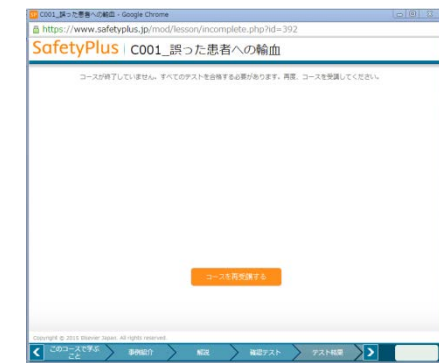 C001_誤った患者への輸血 - Google Chrome
https://www.safetyplus.jp/mod/lesson/incomplete.php?id=392
SafetyPlus C001_誤った患者への輸血
コースが終了していません。すべてのテストを合格する必要があります。再度、コースを受講してください。
コースを再受講する
Copyright © 2015 Elsevier Japan. All rights reserved.
このコースで学ぶこと 事例紹介 解説 確認テスト テスト結果